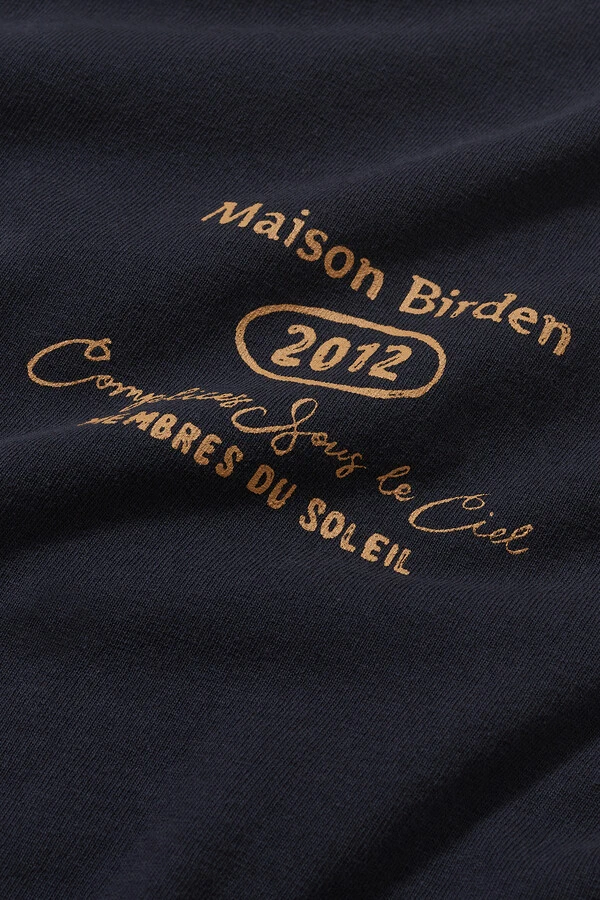 Maison Birden
2012
Complices Sous le Ciel
MEMBRES DU SOLEIL